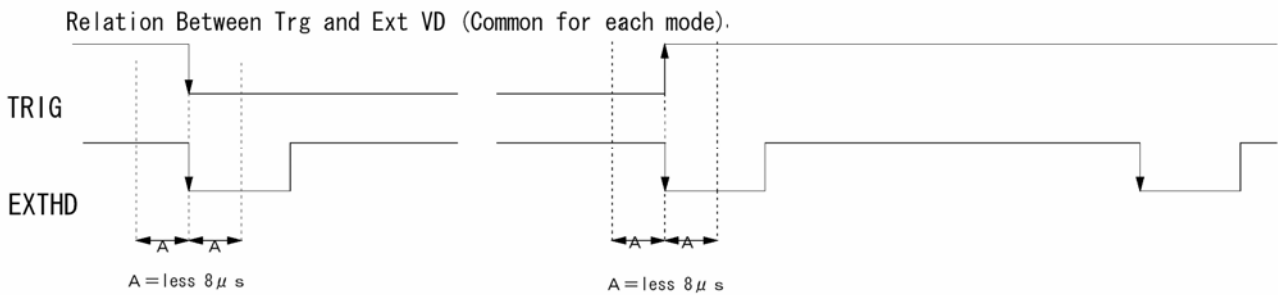 Relation Between Trg and Ext VD (Common for each mode).
TRIG
EXTHD
A A
A A
A=less 8μs
A=less 8μs